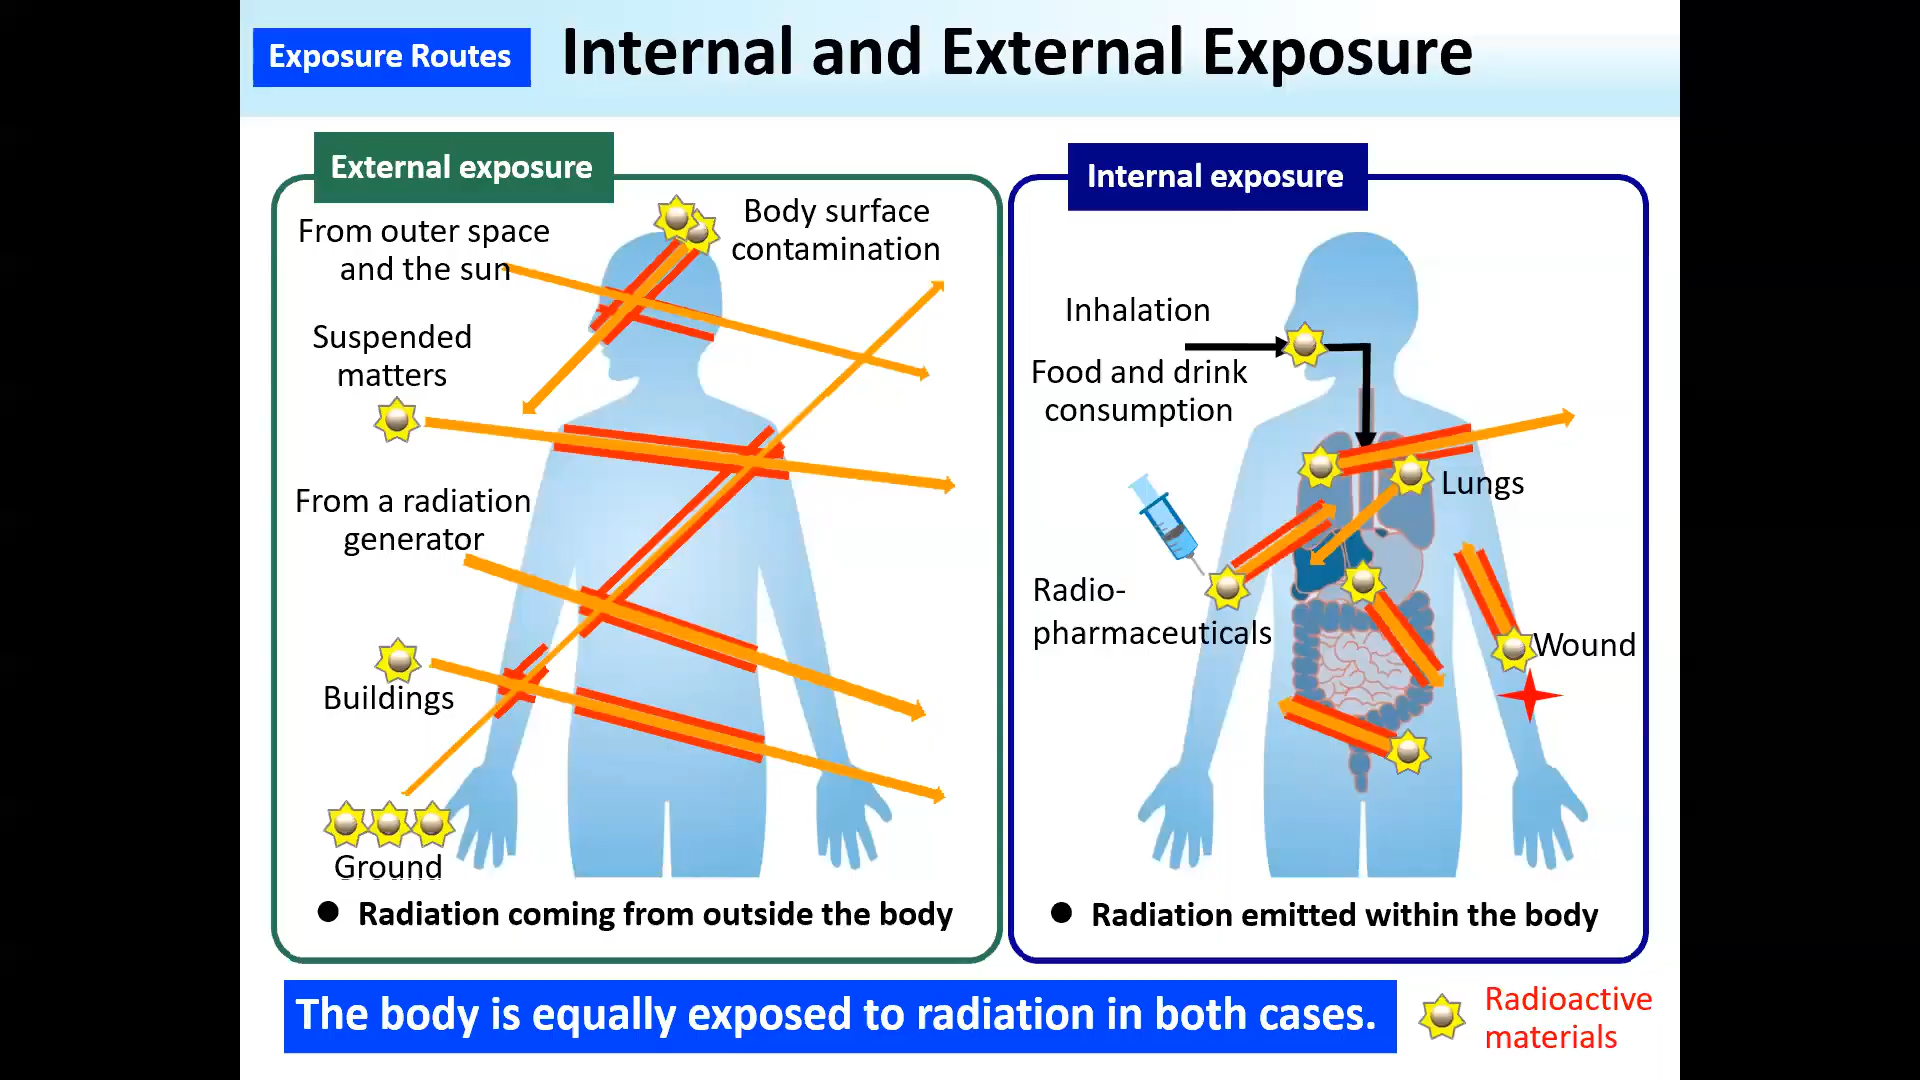 Exposure Routes
Internal and External Exposure
External exposure
From outer space
and the sun
Body surface
contamination
Suspended
matters
From a radiation
generator
Buildings
Ground
● Radiation coming from outside the body
Internal exposure
Inhalation
Food and drink
consumption
Lungs
Radio-
pharmaceuticals
Wound
● Radiation emitted within the body
The body is equally exposed to radiation in both cases.
Radioactive
materials